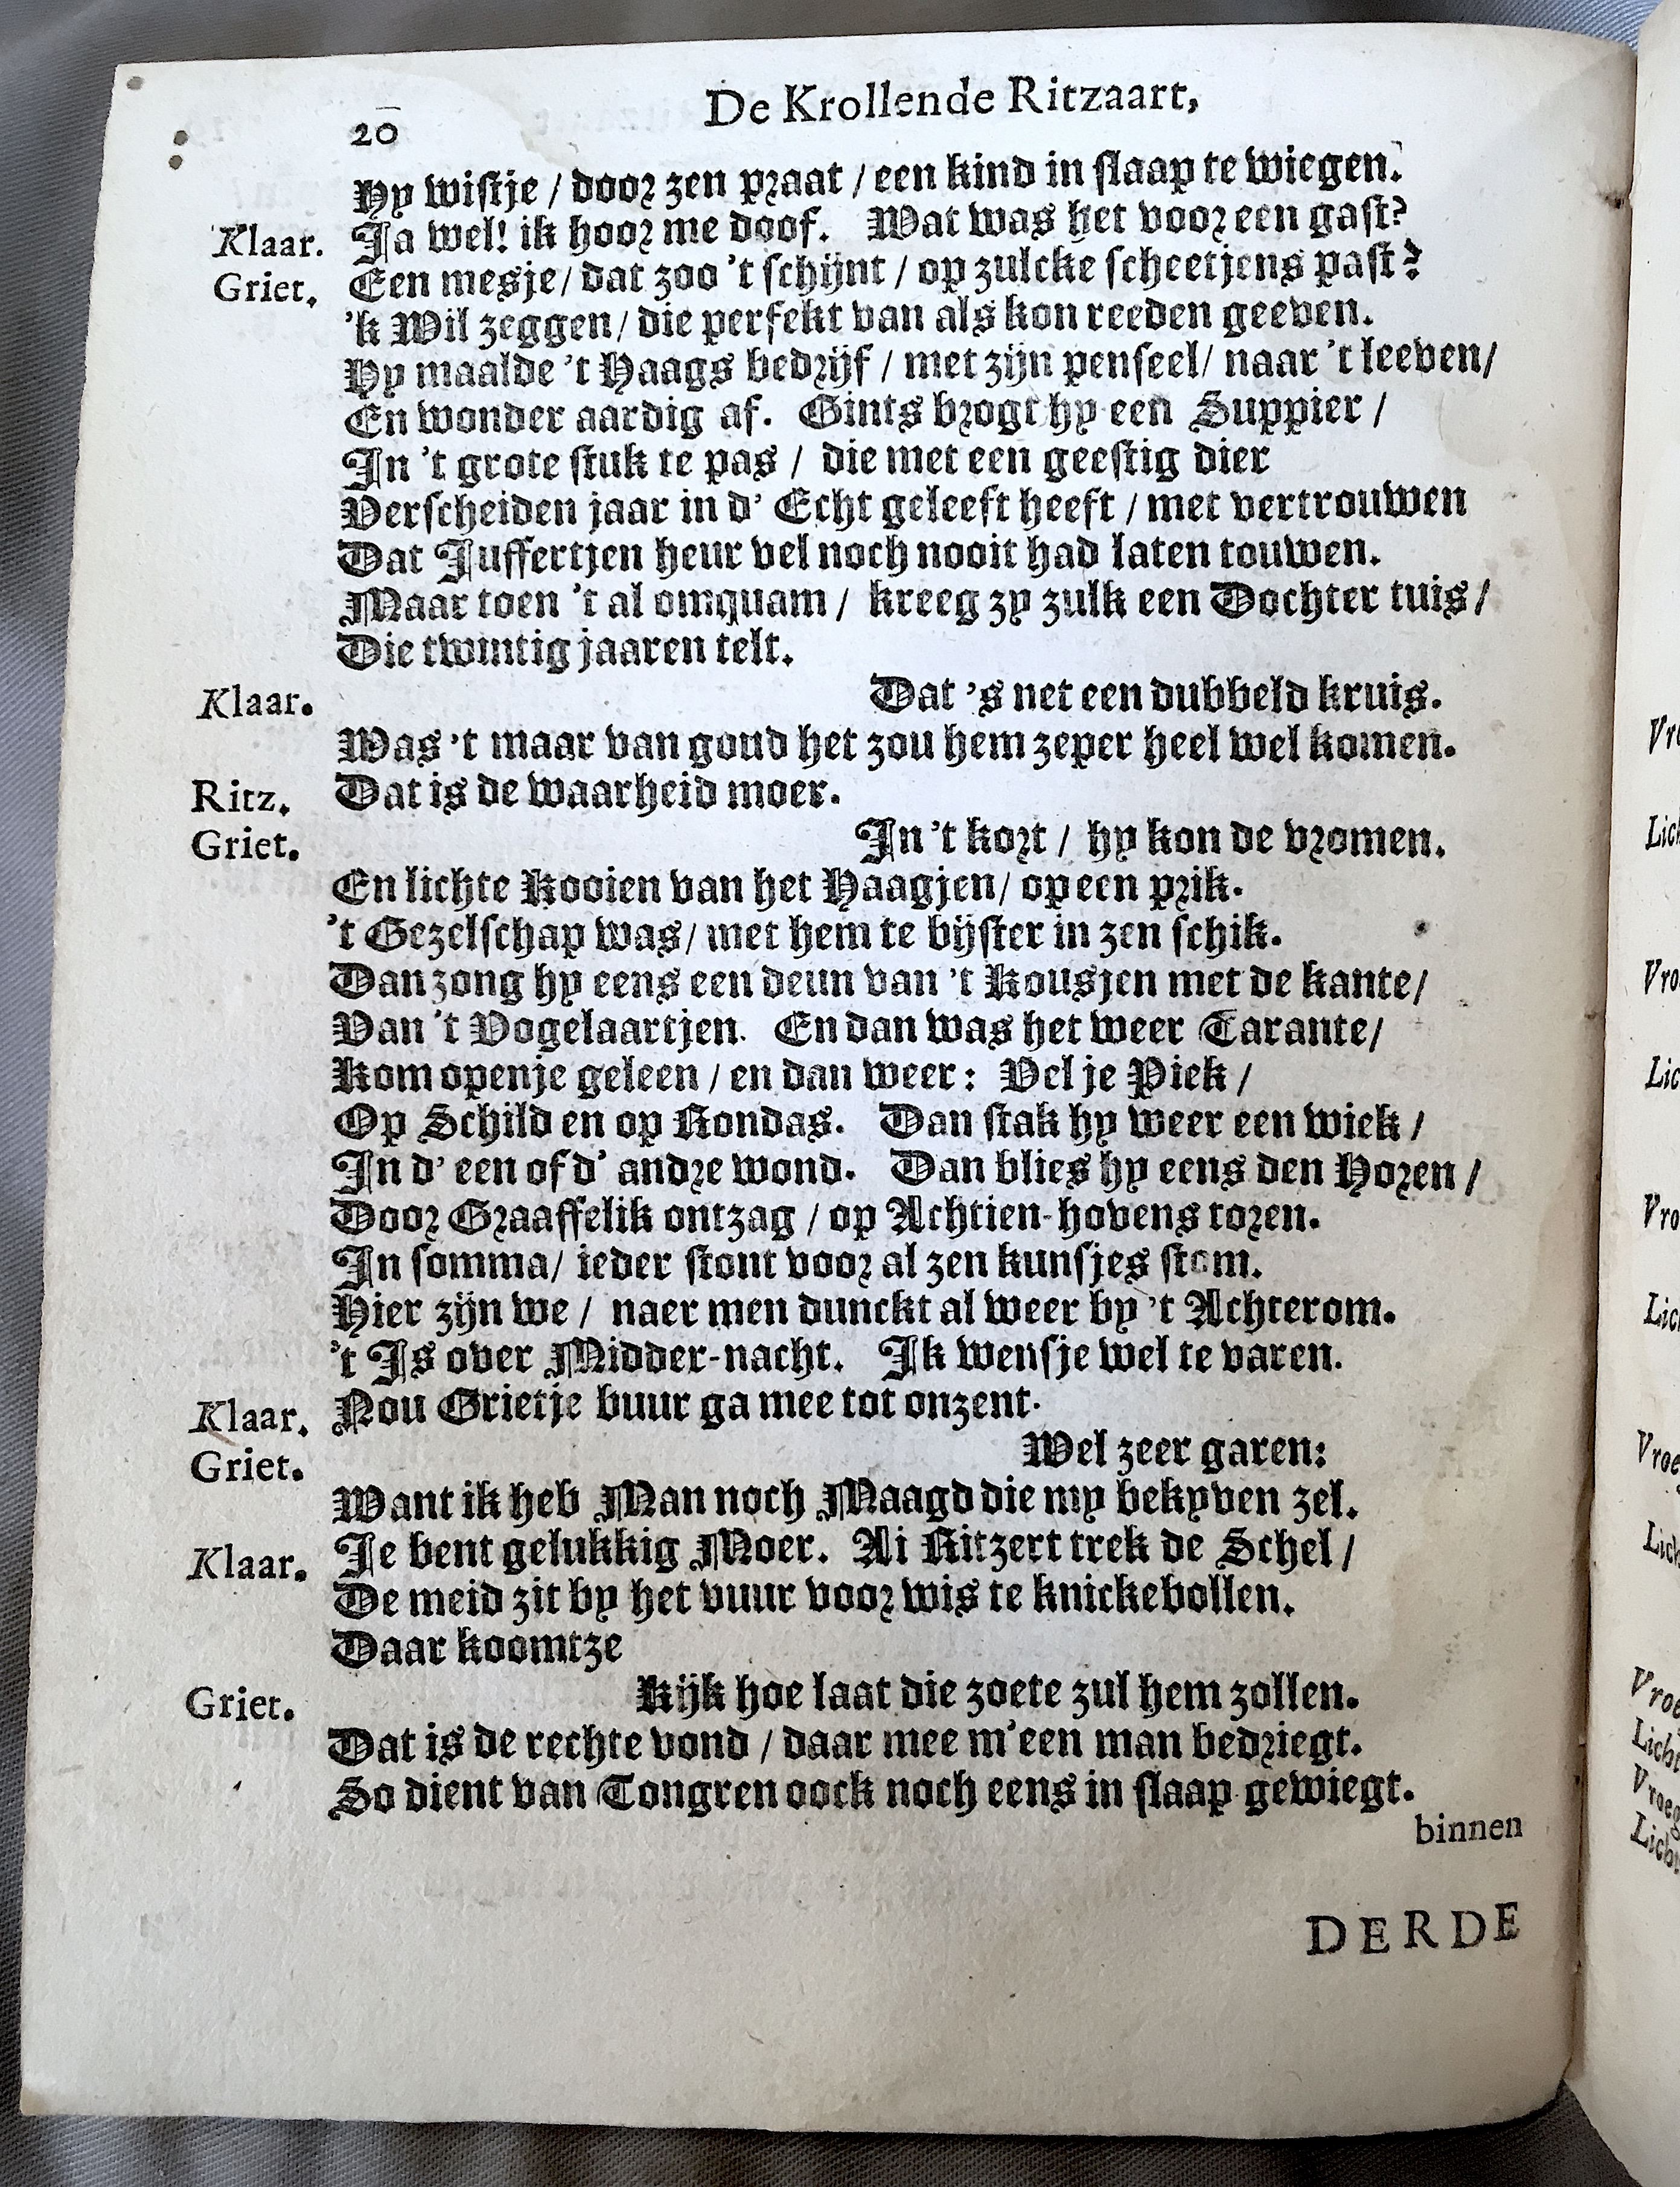 20 De Krollende Ritzaart,
Hy wistje / door zen praat / een kind in slaap te wiegen.
Klaar. Ja wel! ik hoor me doof. Wat was het voor een gast?
Griet. Een mesje / dat zoo 't schijnt / op zulcke scheetjens past?
'k Wil zeggen / die perfekt van als kon reeden geeven.
Hy maalde 't Haags bedrijf / met zijn penseel / naar 't leeven /
En wonder aardig af. Gints brogt hy een Suppier /
In 't grote stuk te pas / die met een geestig dier
Verscheiden jaar in d' Echt geleeft heeft / met vertrouwen
Dat Juffertjen heur vel noch nooit had laten touwen.
Maar toen 't al omquam / kreeg zy zulk een Dochter tuis /
Die twintig jaaren telt.
Klaar. Dat 's net een dubbeld kruis.
Was 't maar van goud het zou hem zeper heel wel komen.
Ritz. Dat is de waarheid moer.
Griet. In 't kort / hy kon de vromen.
En lichte Kooien van het Haagjen / op een prik.
't Gezelschap was / met hem te bijster in zen schik.
Dan zong hy eens een deun van 't Kousjen met de kante /
Van 't Vogelaartjen. En dan was het weer Tarante /
Kom openje geleen / en dan weer: Vel je Piek /
Op Schild en op Rondas. Dan stak hy weer een wiek /
In d' een of d' andre wond. Dan blies hy eens den Horen /
Door Graaffelik ontzag / op Achtien-hovens toren.
In somma / ieder stont voor al zen kunsjes stom.
Hier zijn we / naer men dunckt al weer by 't Achterom.
't Is over Midder-nacht. Ik wensje wel te varen.
Klaar. Nou Grietje buur ga mee tot onzent.
Griet. Wel zeer garen:
Want ik heb Man noch Maagd die my bekyven zel.
Klaar. Je bent gelukkig Moer. Ai Ritzert trek de Schel /
De meid zit by het vuur voor wis te knickebollen.
Daar koomtze
Griet. Kijk hoe laat die zoete zul hem zollen.
Dat is de rechte vond / daar mee m'een man bedriegt.
So dient van Tongren oock noch eens in slaap gewiegt.
binnen
DERDE